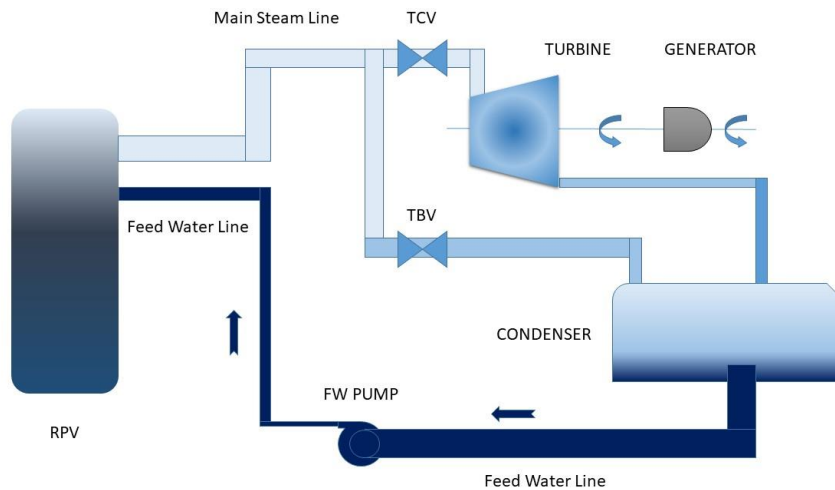 Main Steam Line
TCV
TURBINE
GENERATOR
Feed Water Line
TBV
CONDENSER
FW PUMP
RPV
Feed Water Line